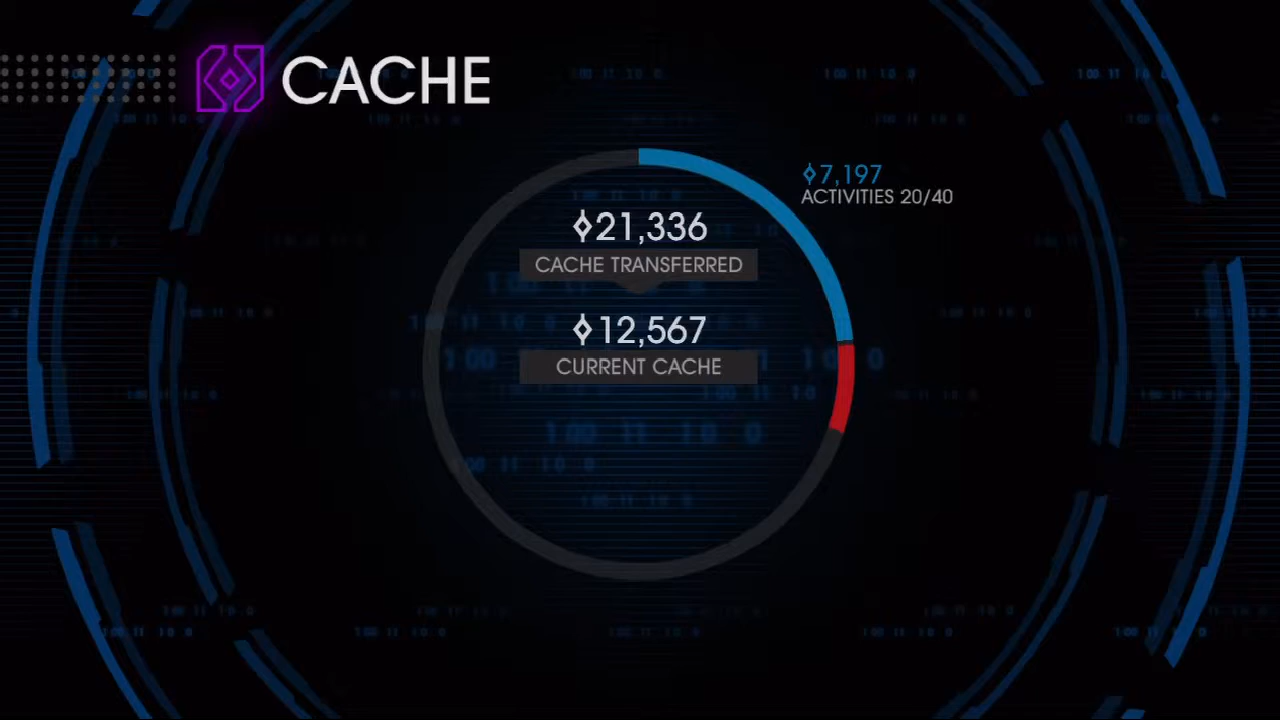 CACHE
7,197
ACTIVITIES 20/40
21,336
CACHE TRANSFERRED
12,567
CURRENT CACHE